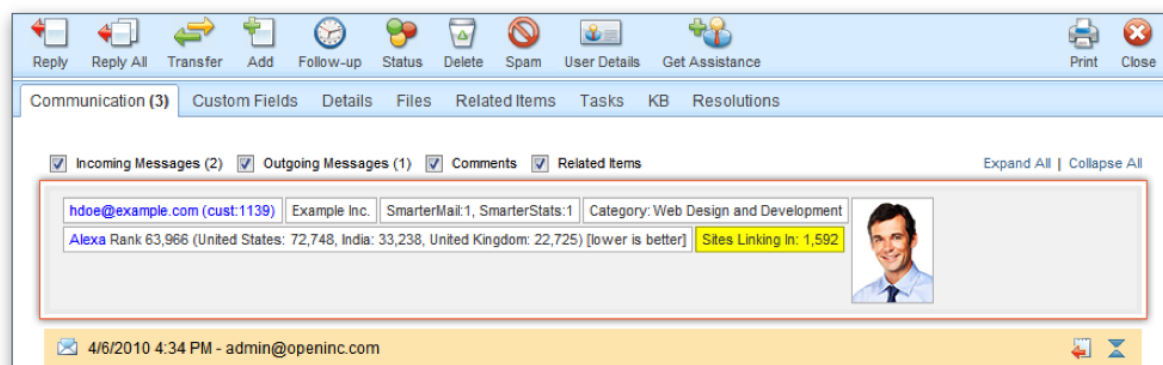 Reply Reply All Transfer Add Follow-up Status Delete Spam User Details Get Assistance Print Close
Communication (3) Custom Fields Details Files Related Items Tasks KB Resolutions
Incoming Messages (2) Outgoing Messages (1) Comments Related Items Expand All | Collapse All
hdoe@example.com (cust:1139) Example Inc. SmarterMail:1, SmarterStats:1 Category: Web Design and Development
Alexa Rank 63,966 (United States: 72,748, India: 33,238, United Kingdom: 22,725) [lower is better] Sites Linking In: 1,592
4/6/2010 4:34 PM - admin@openinc.com